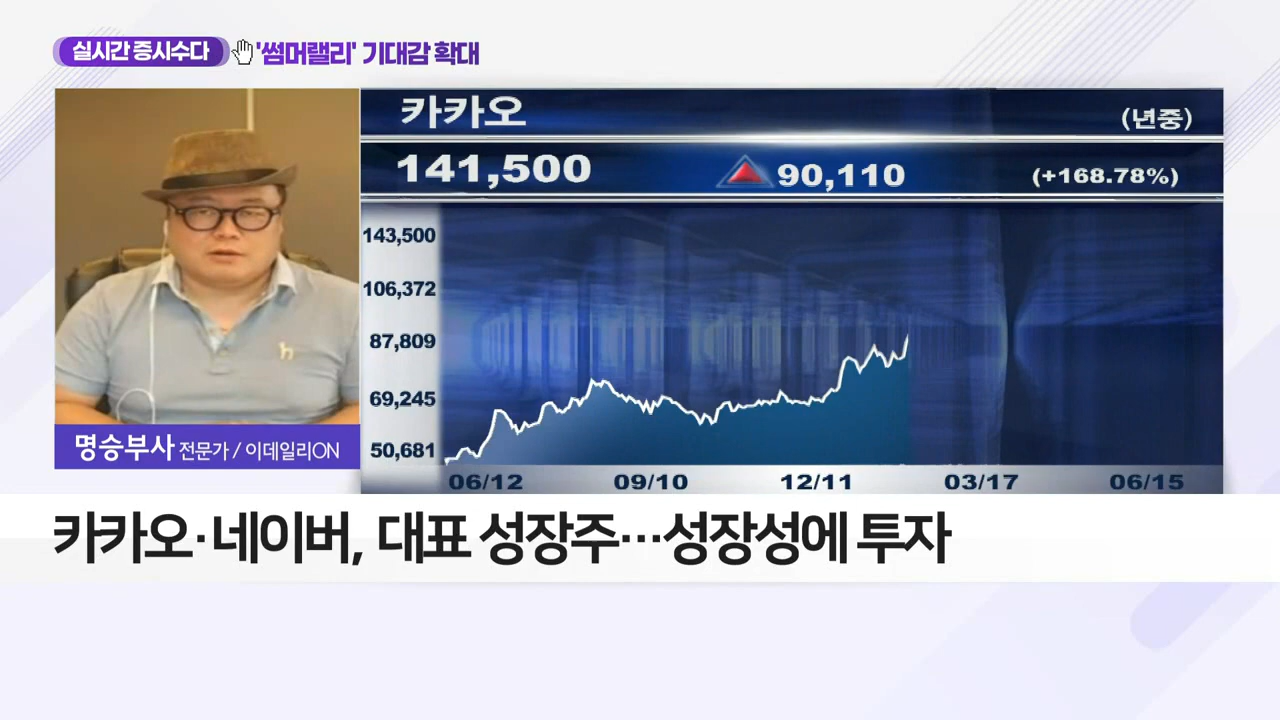 실시간 증시수다
'썸머랠리' 기대감 확대
카카오
(년중)
141,500
90,110
(+168.78%)
143,500
106,372
87,809
69,245
50,681
06/12
09/10
12/11
03/17
06/15
명승부사 전문가 / 이데일리ON
카카오·네이버, 대표 성장주…성장성에 투자